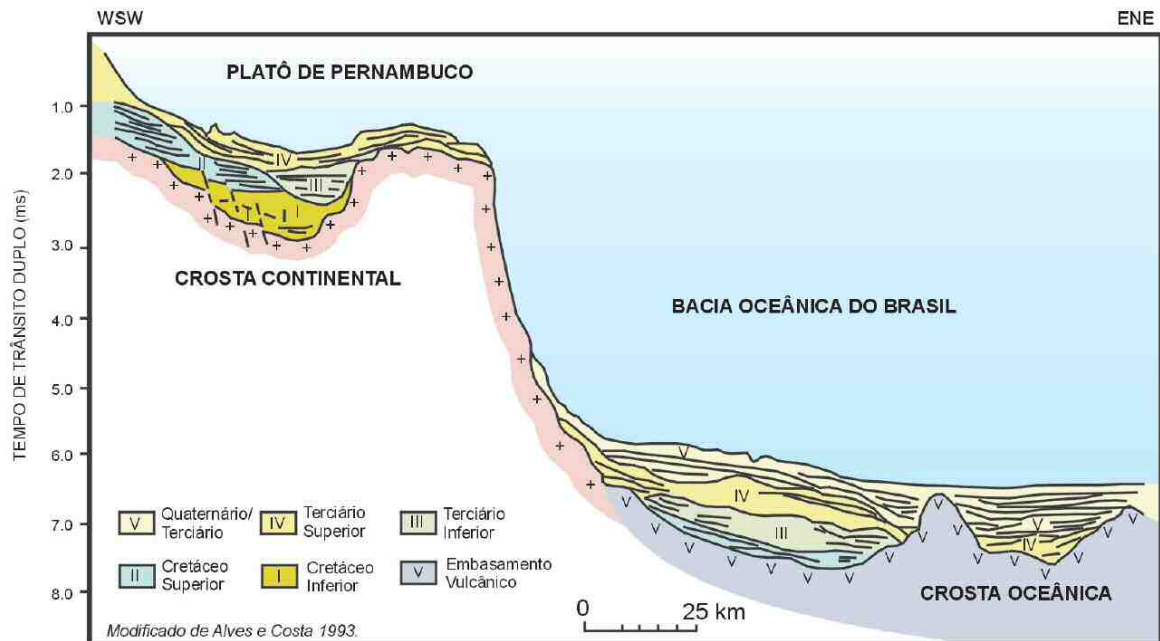 WSW
ENE
PLATÔ DE PERNAMBUCO
TEMPO DE TRÂNSITO DUPLO (ms)
1.0
2.0
3.0
4.0
5.0
6.0
7.0
8.0
II
IV
III
I
I
CROSTA CONTINENTAL
BACIA OCEÂNICA DO BRASIL
V
IV
III
V
IV
CROSTA OCEÂNICA
V Quaternário/
Terciário
IV Terciário
Superior
III Terciário
Inferior
II Cretáceo
Superior
I Cretáceo
Inferior
V Embasamento
Vulcânico
0 25 km
Modificado de Alves e Costa 1993.